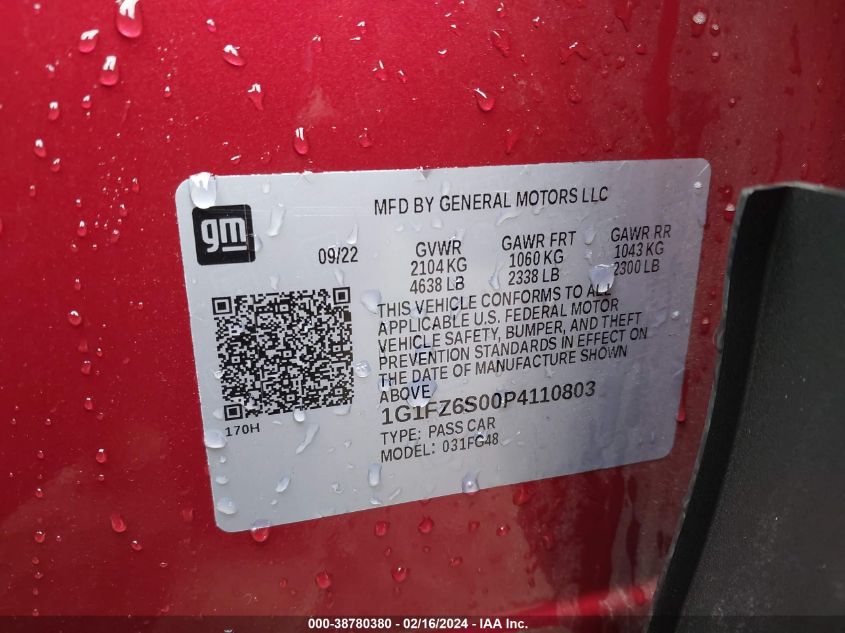 MFD BY GENERAL MOTORS LLC
gm
09/22
GVWR GAWR FRT GAWR RR
2104 KG 1060 KG 1043 KG
4638 LB 2338 LB 2300 LB
THIS VEHICLE CONFORMS TO ALL
APPLICABLE U.S. FEDERAL MOTOR
VEHICLE SAFETY, BUMPER, AND THEFT
PREVENTION STANDARDS IN EFFECT ON
THE DATE OF MANUFACTURE SHOWN
ABOVE
1G1FZ6S00P4110803
TYPE: PASS CAR
MODEL: 031FG48
170H
000-38780380 - 02/16/2024 - IAA Inc.